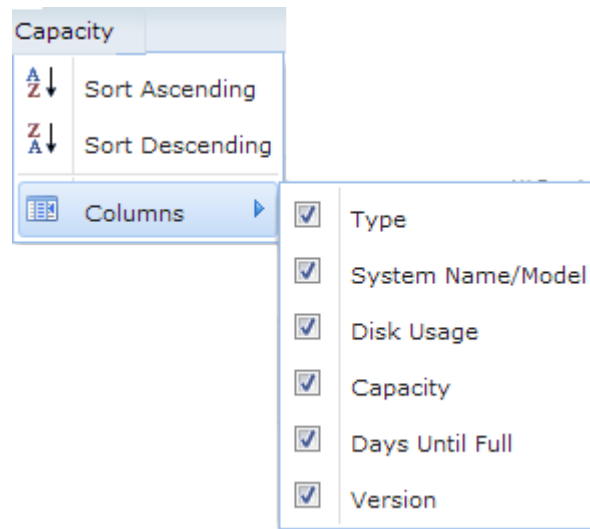 Capacity
Sort Ascending
Sort Descending
Columns
Type
System Name/Model
Disk Usage
Capacity
Days Until Full
Version